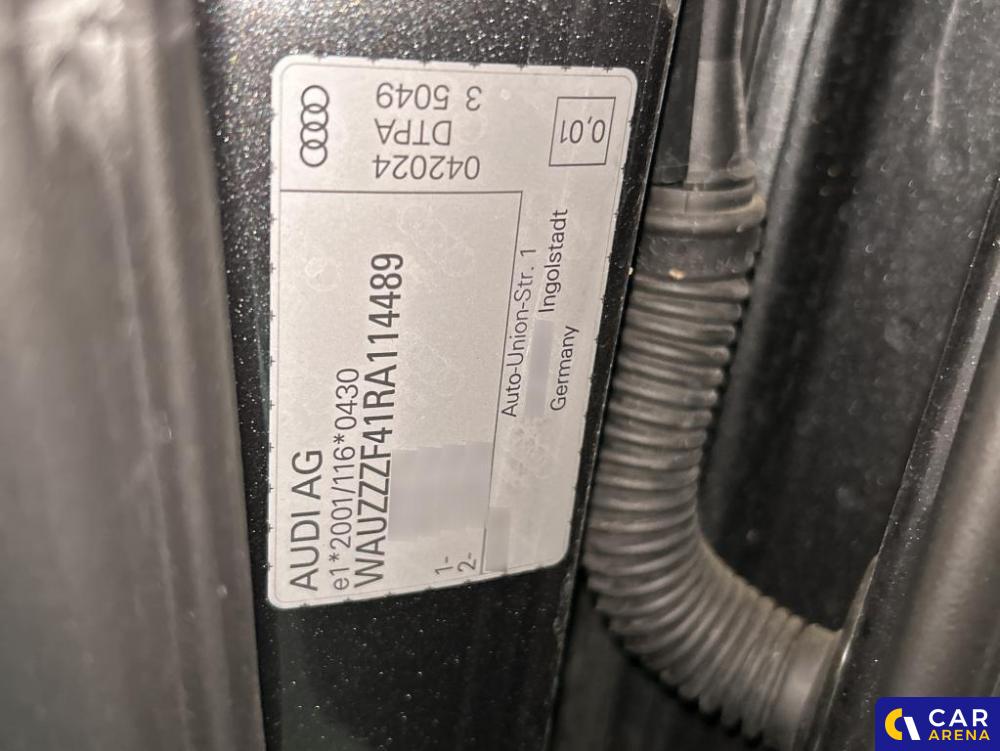 AUDI AG
e1*2001/116*0430
WAUZZZF41RA114489
1-
2-
Auto-Union-Str. 1
Ingolstadt
Germany
042024
DTPA
3 5049
0,01
CAR
ARENA